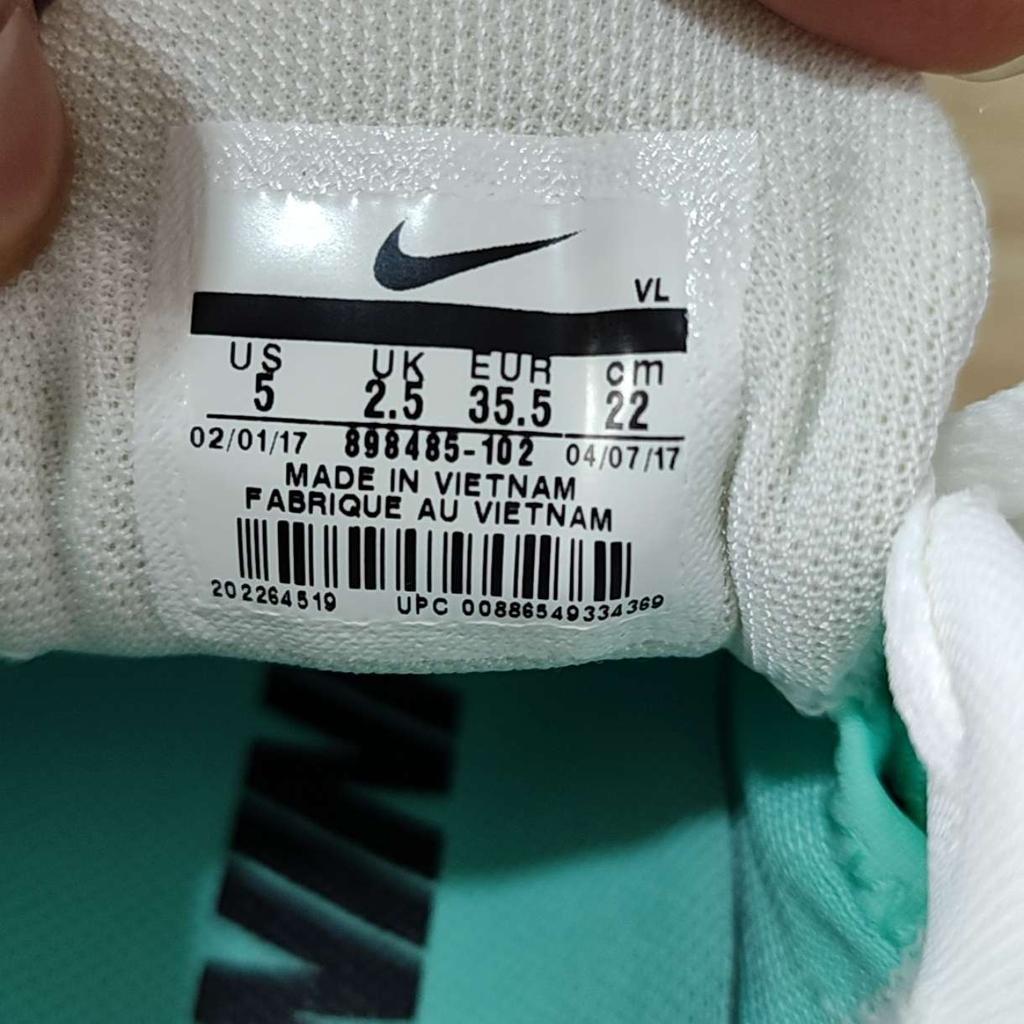 VL
US UK EUR cm
5 2.5 35.5 22
02/01/17 898485-102 04/07/17
MADE IN VIETNAM
FABRIQUE AU VIETNAM
202264519 UPC 00886549334369